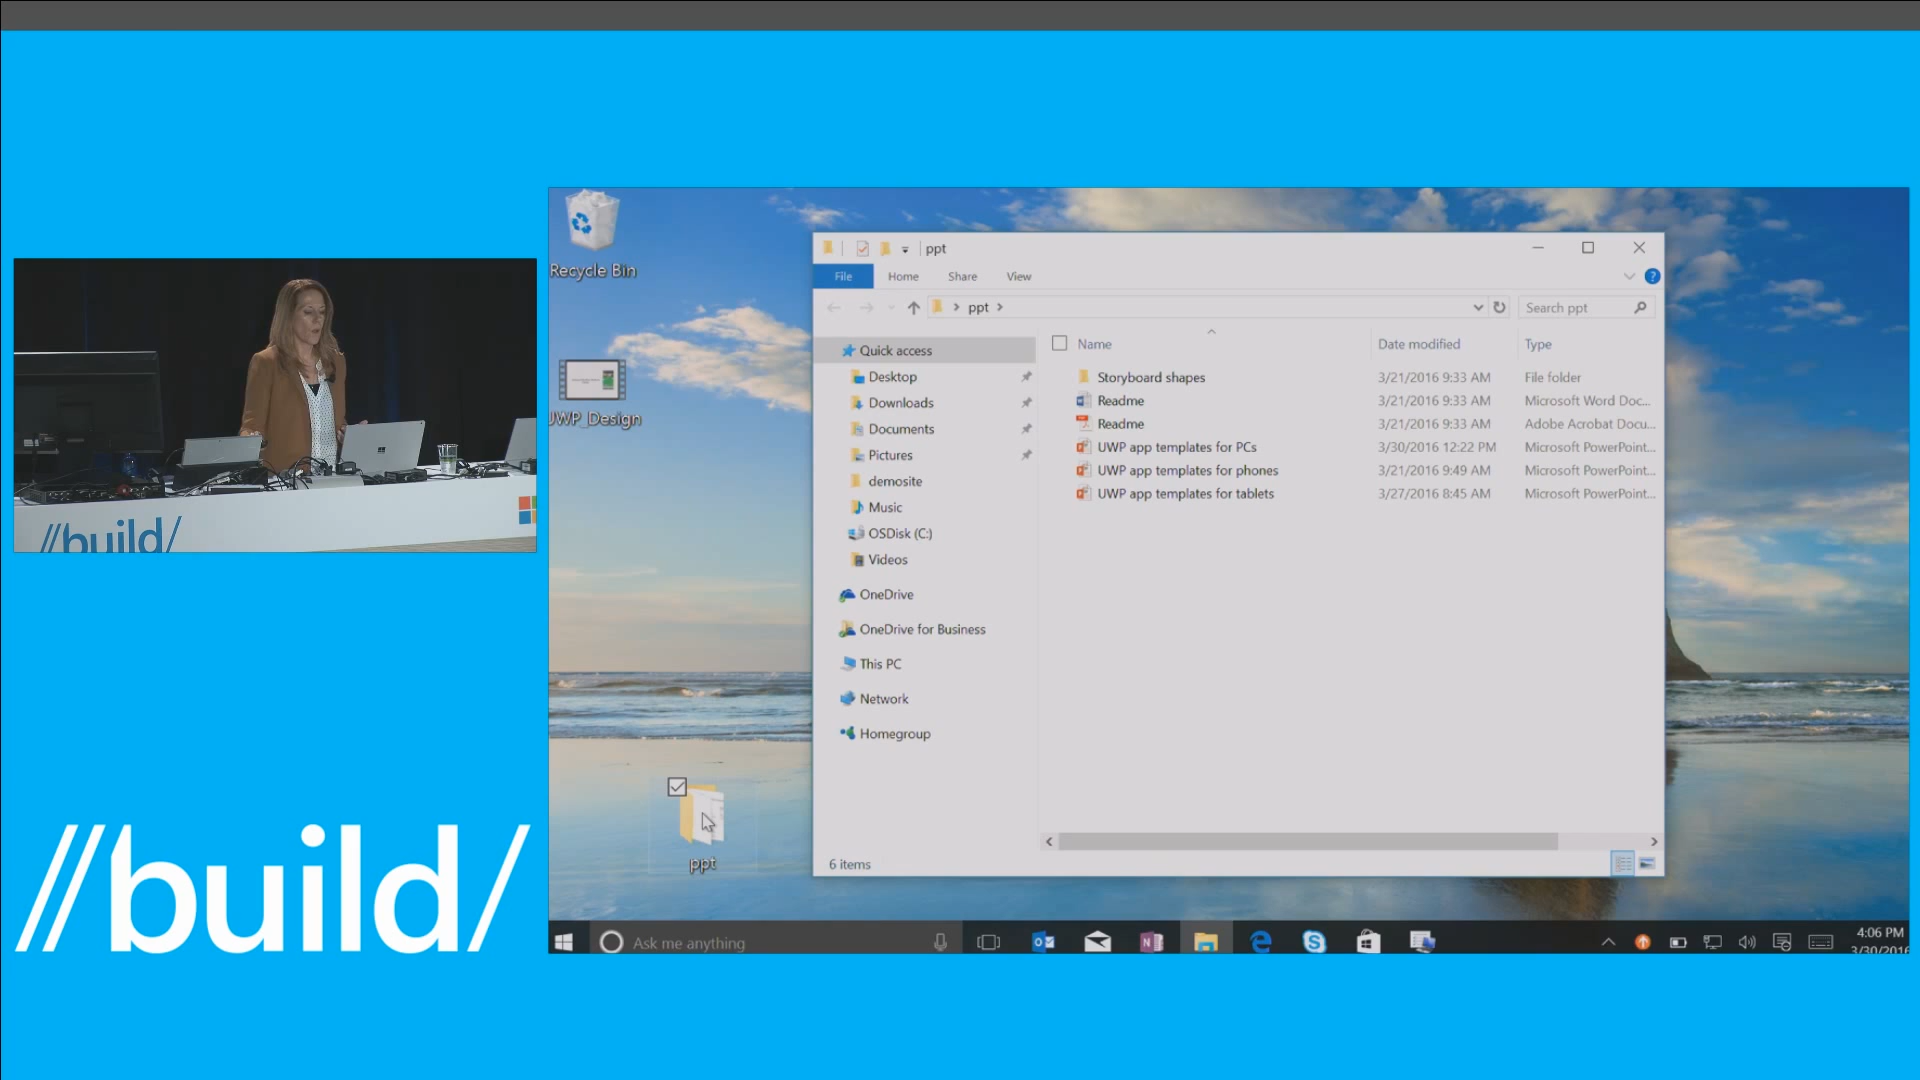 Recycle Bin
UWP_Design
ppt
ppt
File Home Share View
ppt
Search ppt
Quick access
Desktop
Downloads
Documents
Pictures
demosite
Music
OSDisk (C:)
Videos
OneDrive
OneDrive for Business
This PC
Network
Homegroup
Name Date modified Type
Storyboard shapes 3/21/2016 9:33 AM File folder
Readme 3/21/2016 9:33 AM Microsoft Word Doc...
Readme 3/21/2016 9:33 AM Adobe Acrobat Docu...
UWP app templates for PCs 3/30/2016 12:22 PM Microsoft PowerPoint...
UWP app templates for phones 3/21/2016 9:49 AM Microsoft PowerPoint...
UWP app templates for tablets 3/27/2016 8:45 AM Microsoft PowerPoint...
6 items
Ask me anything
4:06 PM
3/30/2016
//build/
//build/